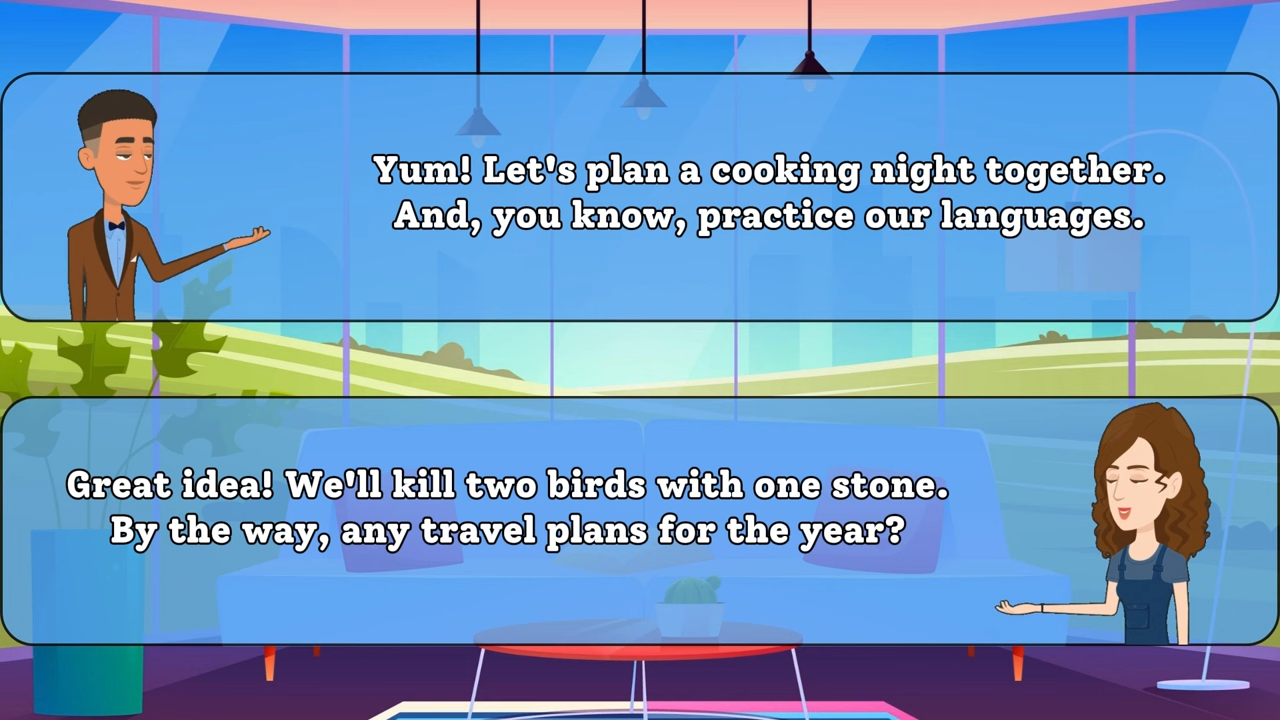 Yum! Let's plan a cooking night together.
And, you know, practice our languages.
Great idea! We'll kill two birds with one stone.
By the way, any travel plans for the year?